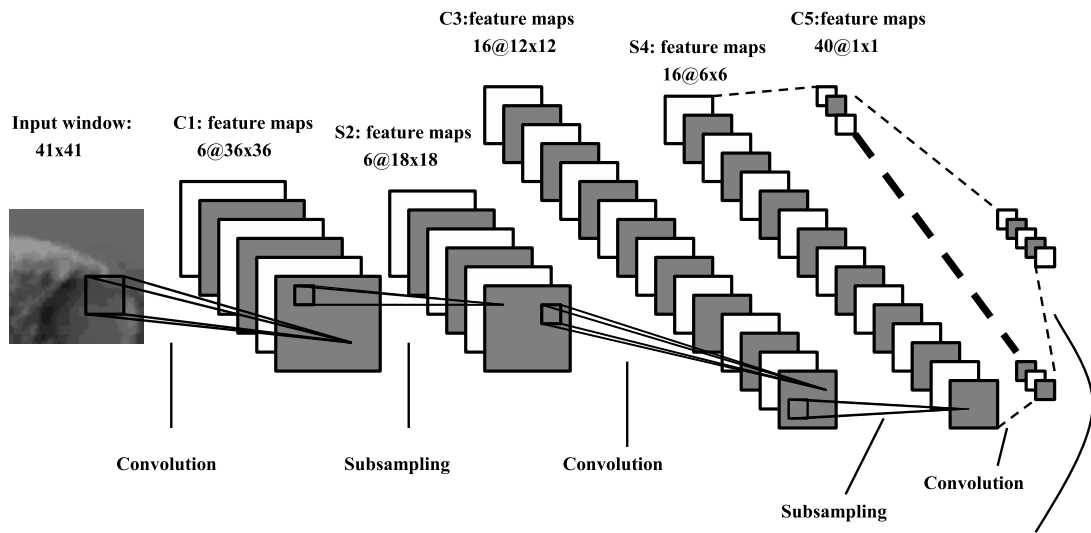 Input window:
41x41
C1: feature maps
6@36x36
S2: feature maps
6@18x18
C3:feature maps
16@12x12
S4: feature maps
16@6x6
C5:feature maps
40@1x1
Convolution
Subsampling
Convolution
Subsampling
Convolution